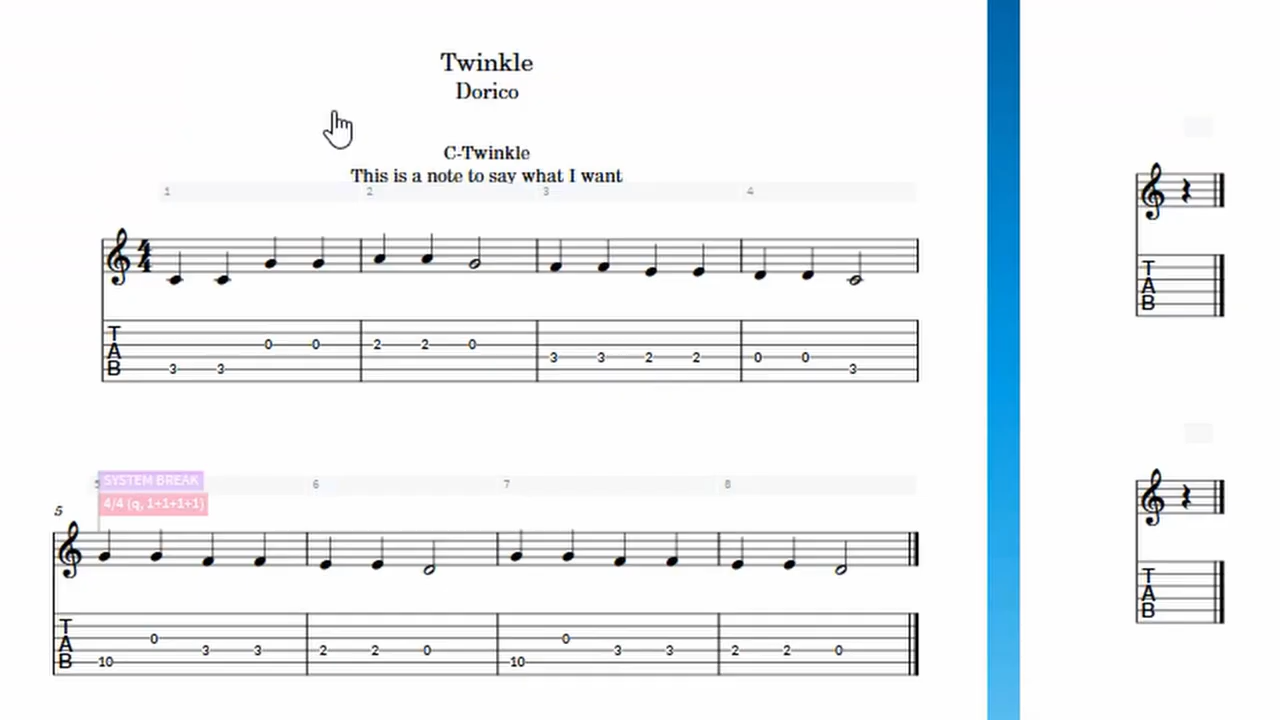 Twinkle
Dorico
C-Twinkle
This is a note to say what I want
1 2 3 4
4
4
T
A
B
0 0 2 2 0 3 3 2 2 0 0
3 3 3
SYSTEM BREAK
5 6 7 8
4/4 (q, 1+1+1+1)
5
T
A
B
10 0 3 3 2 2 0 10 0 3 3 2 2 0
T
A
B
T
A
B